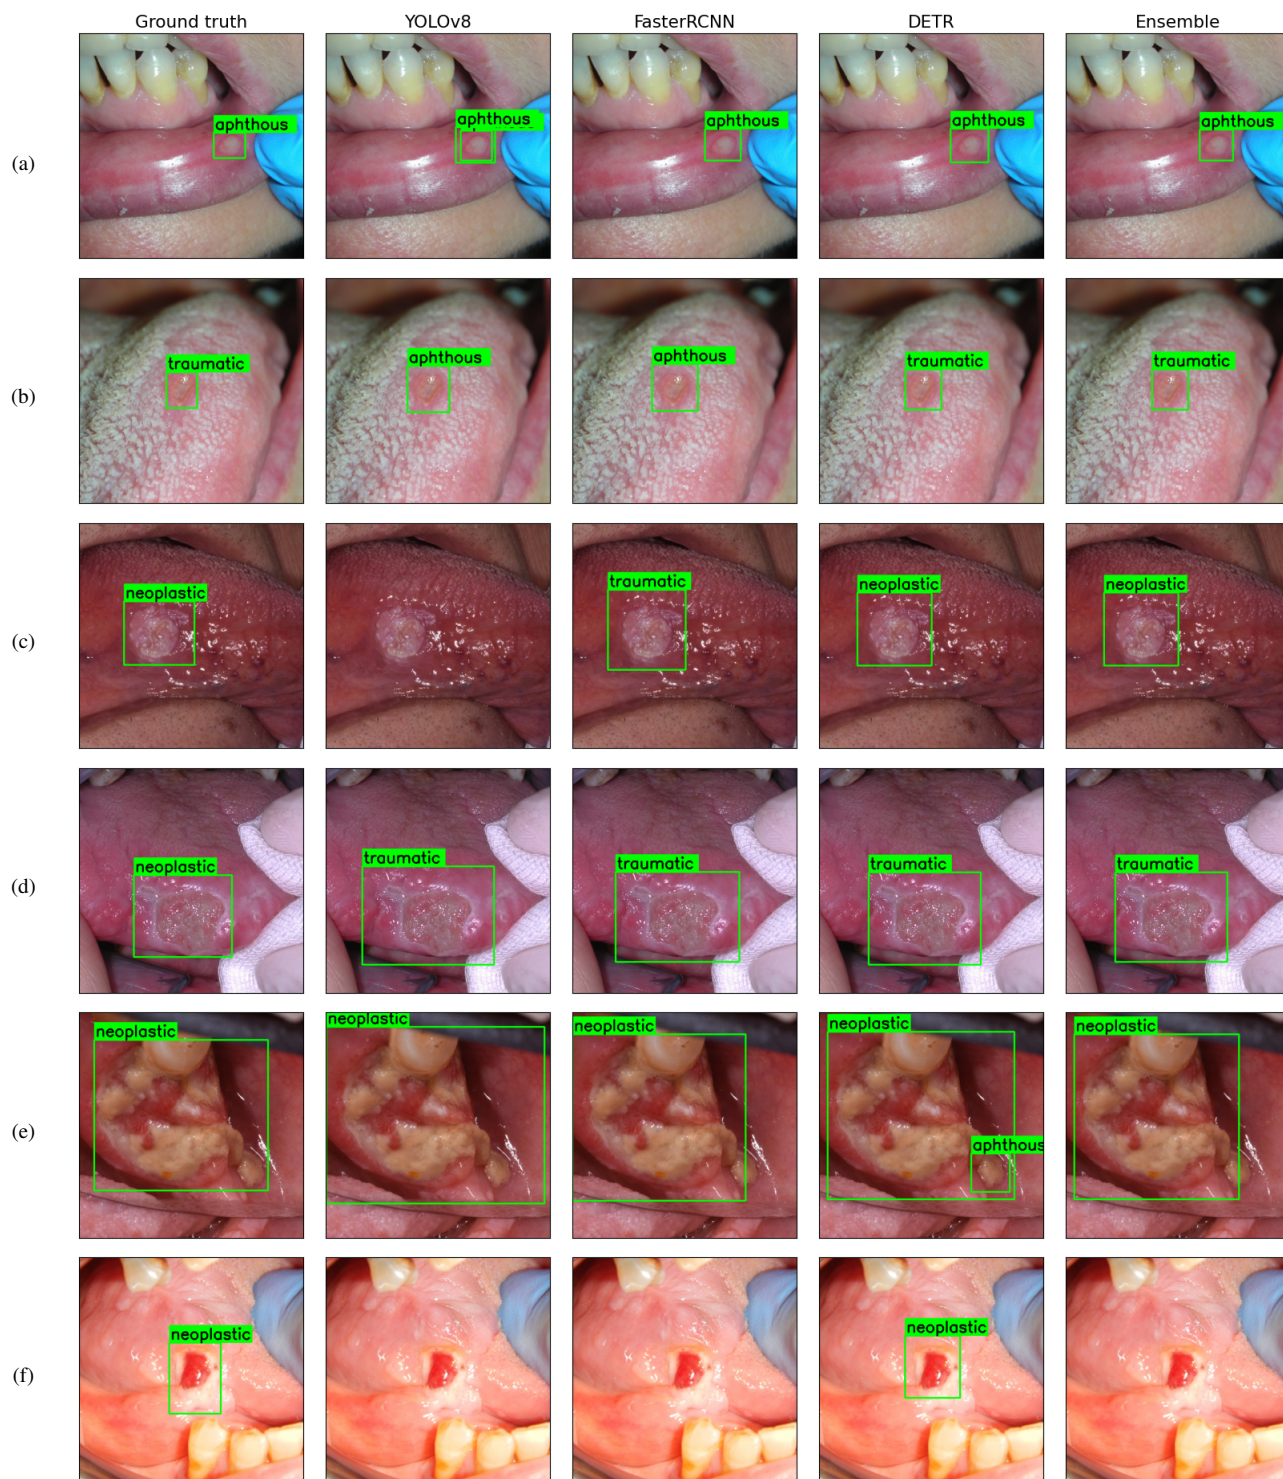 Ground truth YOLOv8 FasterRCNN DETR Ensemble
(a) aphthous aphthous aphthous aphthous aphthous
(b) traumatic aphthous aphthous traumatic traumatic
(c) neoplastic traumatic neoplastic neoplastic
(d) neoplastic traumatic traumatic traumatic traumatic
(e) neoplastic neoplastic neoplastic neoplastic neoplastic
aphthous
(f) neoplastic neoplastic